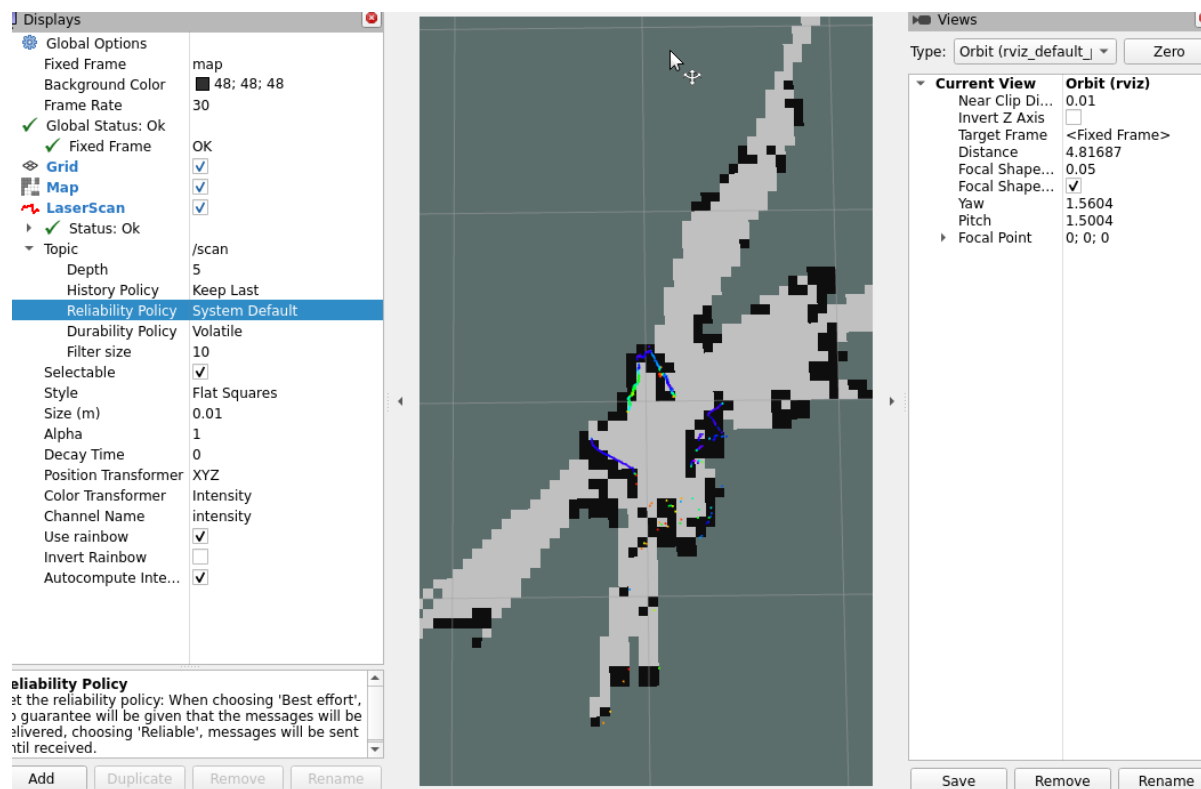 Displays
Global Options
Fixed Frame map
Background Color 48; 48; 48
Frame Rate 30
Global Status: Ok
Fixed Frame OK
Grid
Map
LaserScan
Status: Ok
Topic /scan
Depth 5
History Policy Keep Last
Reliability Policy System Default
Durability Policy Volatile
Filter size 10
Selectable
Style Flat Squares
Size (m) 0.01
Alpha 1
Decay Time 0
Position Transformer XYZ
Color Transformer Intensity
Channel Name intensity
Use rainbow
Invert Rainbow
Autocompute Inte...
eliability Policy
et the reliability policy: When choosing 'Best effort',
o guarantee will be given that the messages will be
elivered, choosing 'Reliable', messages will be sent
ntil received.
Add Duplicate Remove Rename
Views
Type: Orbit (rviz_default_ Zero
Current View Orbit (rviz)
Near Clip Di... 0.01
Invert Z Axis
Target Frame <Fixed Frame>
Distance 4.81687
Focal Shape... 0.05
Focal Shape...
Yaw 1.5604
Pitch 1.5004
Focal Point 0; 0; 0
Save Remove Rename